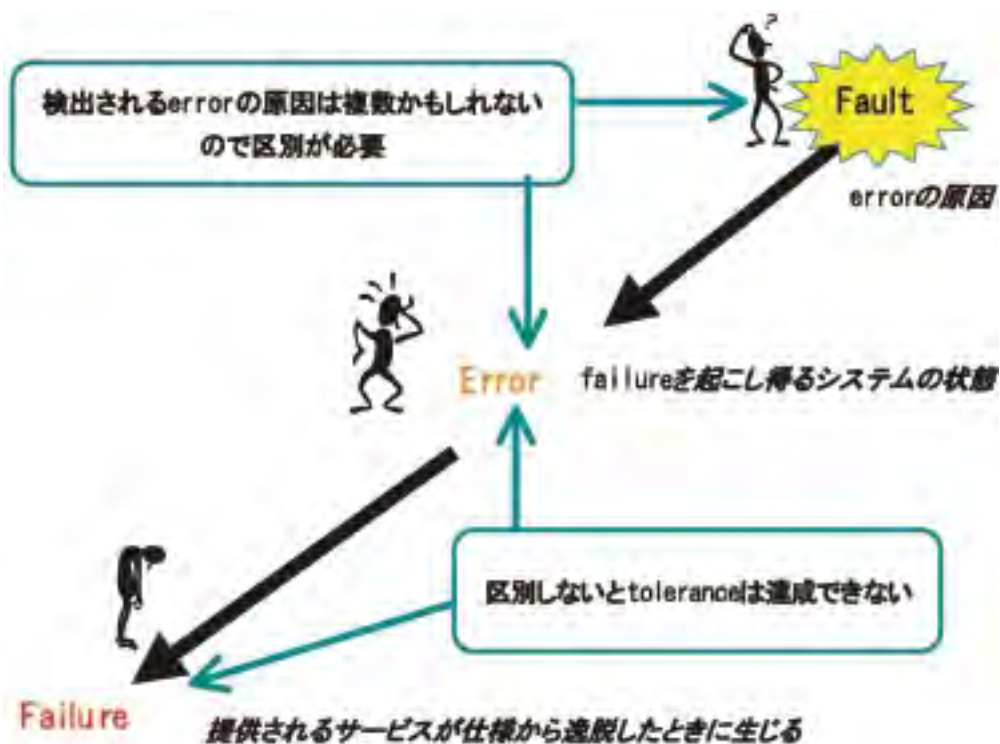 ?
検出されるerrorの原因は複数かもしれない
ので区別が必要
Fault
errorの原因
Error
failureを起こし得るシステムの状態
区別しないとtoleranceは達成できない
Failure
提供されるサービスが仕様から逸脱したときに生じる